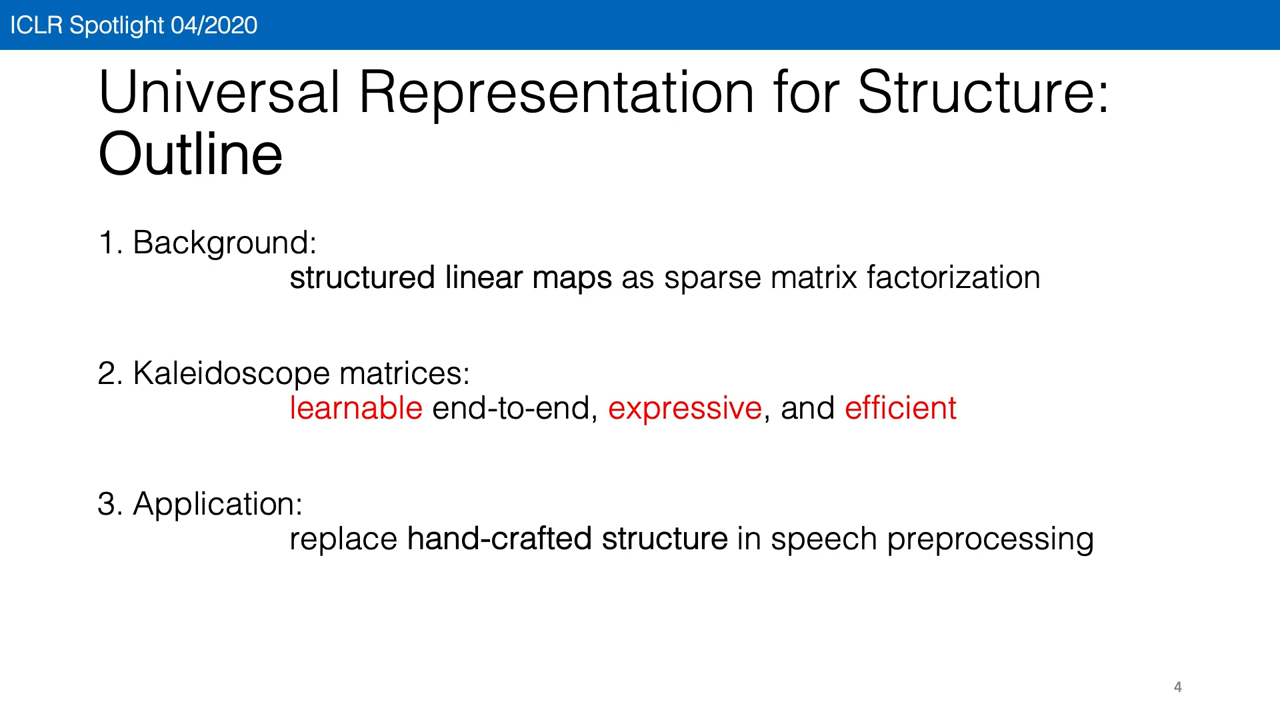 ICLR Spotlight 04/2020
Universal Representation for Structure:
Outline
1. Background:
structured linear maps as sparse matrix factorization
2. Kaleidoscope matrices:
learnable end-to-end, expressive, and efficient
3. Application:
replace hand-crafted structure in speech preprocessing
4